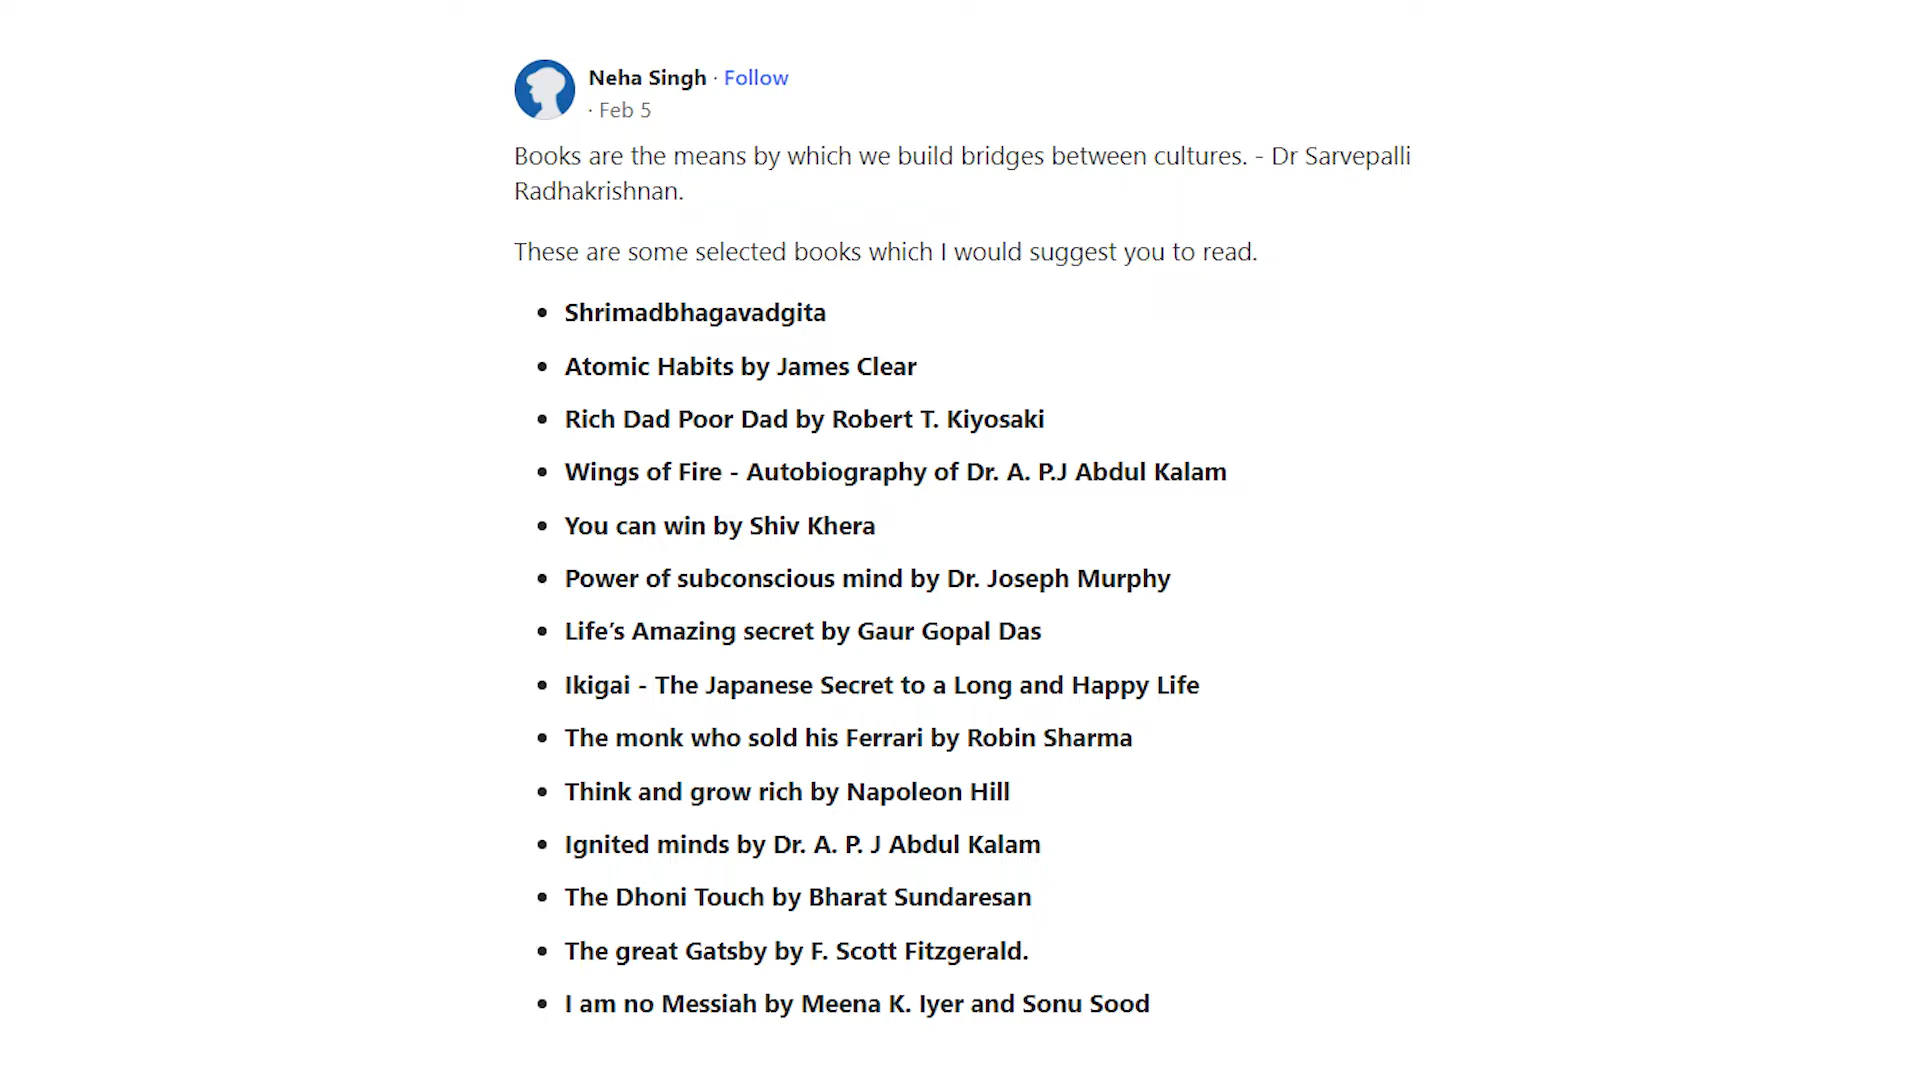 Neha Singh · Follow
· Feb 5
Books are the means by which we build bridges between cultures. - Dr Sarvepalli
Radhakrishnan.
These are some selected books which I would suggest you to read.
• Shrimadbhagavadgita
• Atomic Habits by James Clear
• Rich Dad Poor Dad by Robert T. Kiyosaki
• Wings of Fire - Autobiography of Dr. A. P.J Abdul Kalam
• You can win by Shiv Khera
• Power of subconscious mind by Dr. Joseph Murphy
• Life’s Amazing secret by Gaur Gopal Das
• Ikigai - The Japanese Secret to a Long and Happy Life
• The monk who sold his Ferrari by Robin Sharma
• Think and grow rich by Napoleon Hill
• Ignited minds by Dr. A. P. J Abdul Kalam
• The Dhoni Touch by Bharat Sundaresan
• The great Gatsby by F. Scott Fitzgerald.
• I am no Messiah by Meena K. Iyer and Sonu Sood